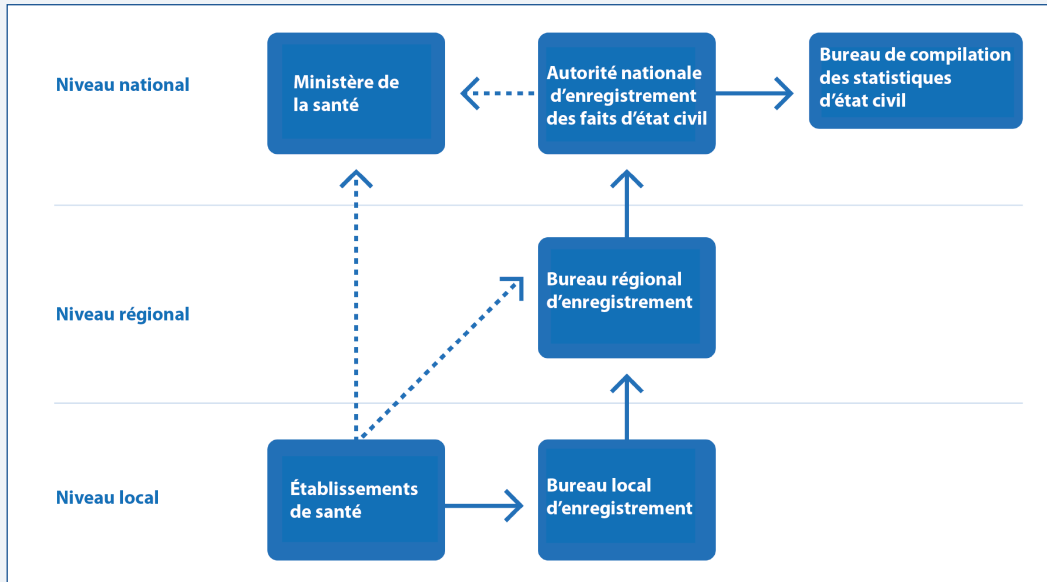 Niveau national
Ministère de
la santé
Autorité nationale
d'enregistrement
des faits d'état civil
Bureau de compilation
des statistiques
d'état civil
Niveau régional
Bureau régional
d'enregistrement
Niveau local
Établissements
de santé
Bureau local
d'enregistrement